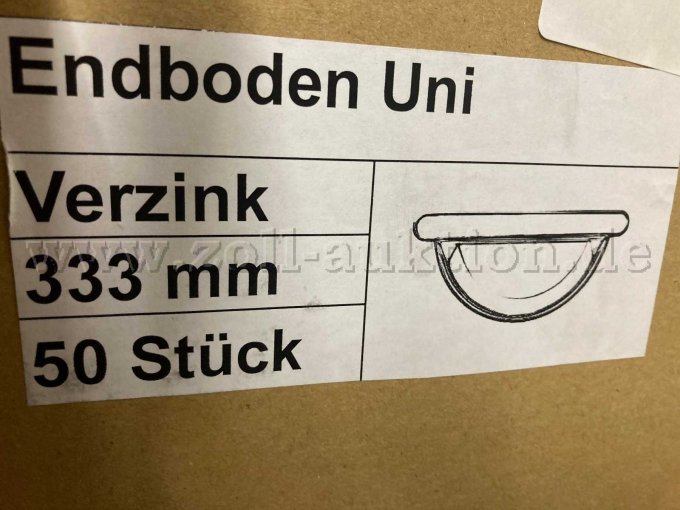 Endboden Uni
Verzink
www.zoll-auktion.de
333 mm
50 Stück